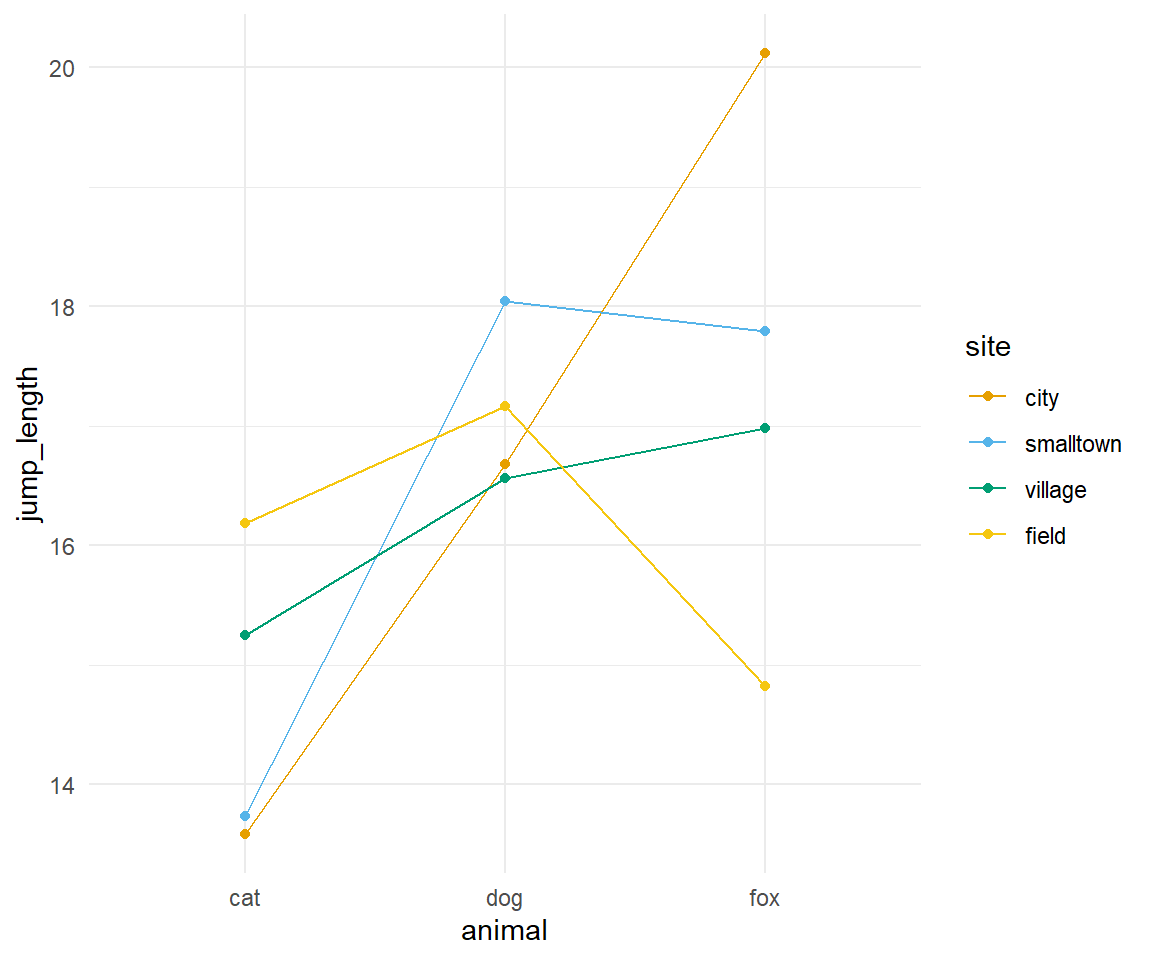 20
18
16
14
jump_length
cat dog fox
animal
site
city
smalltown
village
field